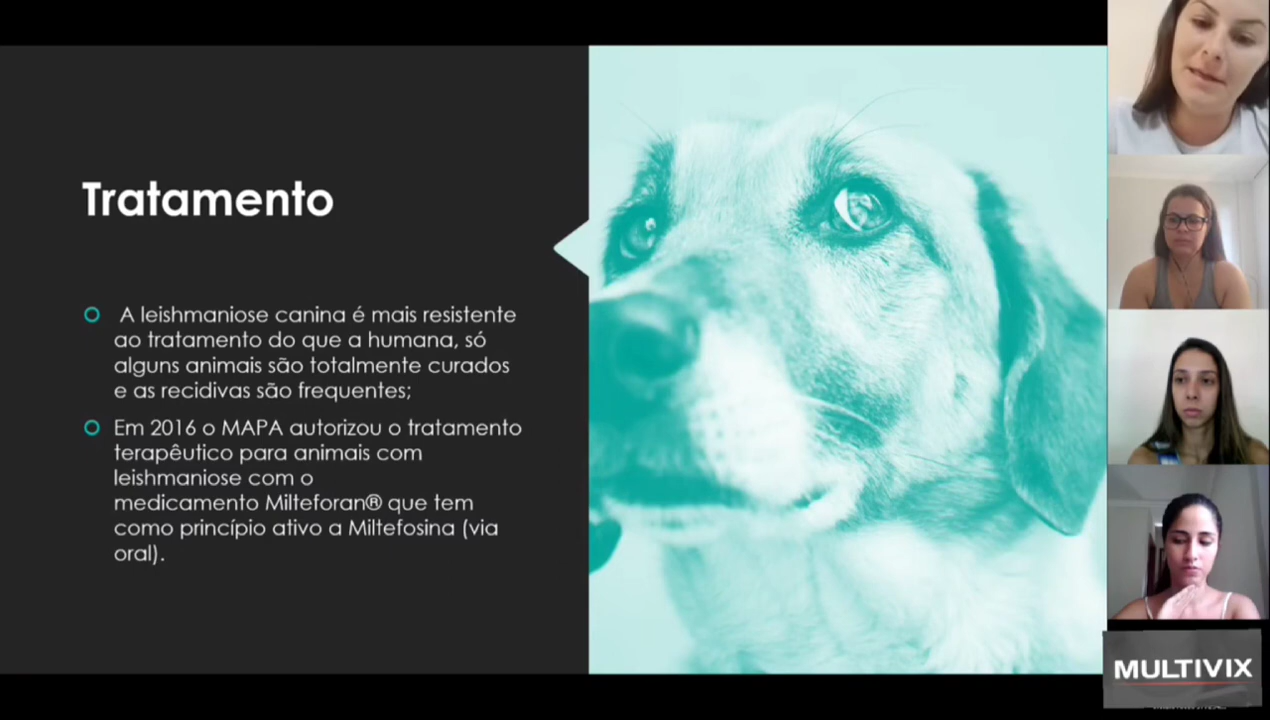 Tratamento
A leishmaniose canina é mais resistente
ao tratamento do que a humana, só
alguns animais são totalmente curados
e as recidivas são frequentes;
Em 2016 o MAPA autorizou o tratamento
terapêutico para animais com
leishmaniose com o
medicamento Milteforan® que tem
como princípio ativo a Miltefosina (via
oral).
MULTIVIX